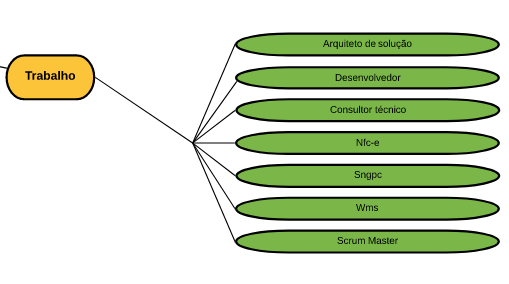 Trabalho
Arquiteto de solução
Desenvolvedor
Consultor técnico
Nfc-e
Sngpc
Wms
Scrum Master